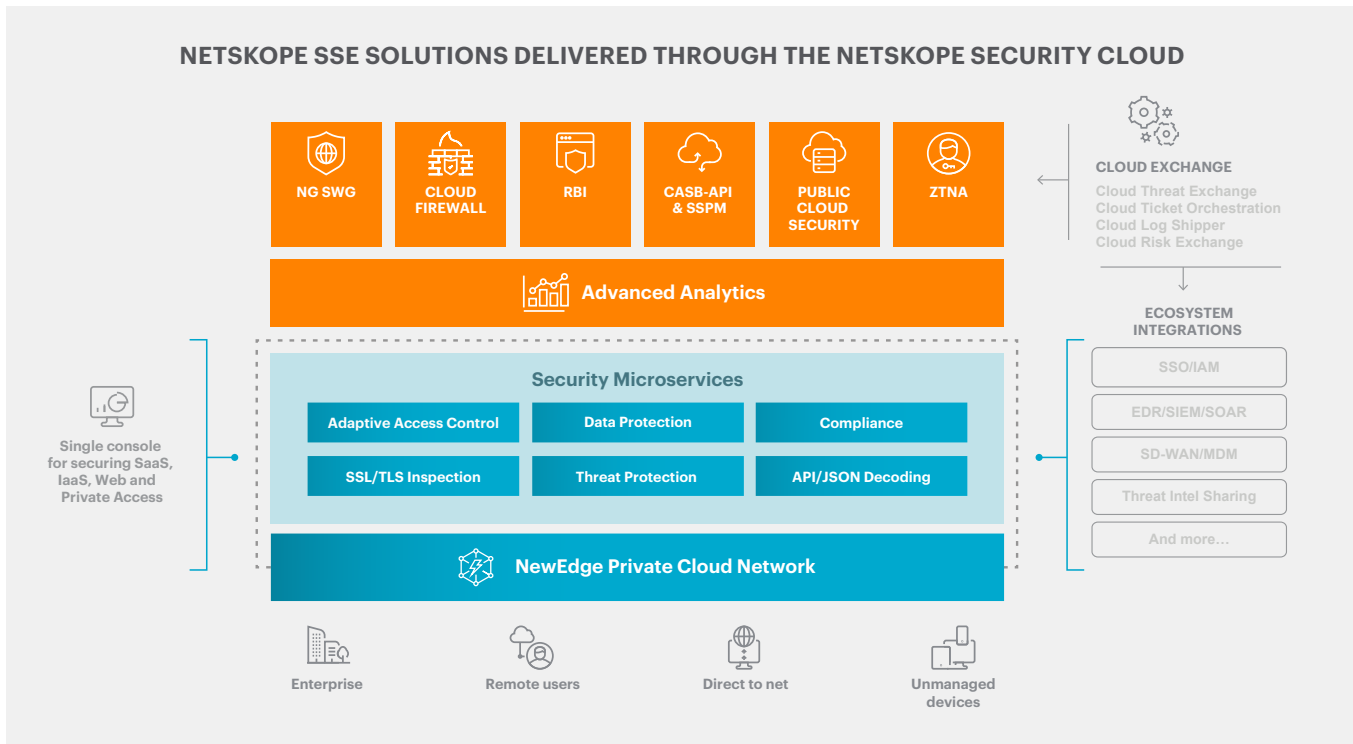 NETSKOPE SSE SOLUTIONS DELIVERED THROUGH THE NETSKOPE SECURITY CLOUD
NG SWG
CLOUD
FIREWALL
RBI
CASB-API
& SSPM
PUBLIC
CLOUD
SECURITY
ZTNA
CLOUD EXCHANGE
Cloud Threat Exchange
Cloud Ticket Orchestration
Cloud Log Shipper
Cloud Risk Exchange
Advanced Analytics
ECOSYSTEM
INTEGRATIONS
SSO/IAM
EDR/SIEM/SOAR
SD-WAN/MDM
Threat Intel Sharing
And more...
Single console
for securing SaaS,
IaaS, Web and
Private Access
Security Microservices
Adaptive Access Control
Data Protection
Compliance
SSL/TLS Inspection
Threat Protection
API/JSON Decoding
NewEdge Private Cloud Network
Enterprise
Remote users
Direct to net
Unmanaged
devices